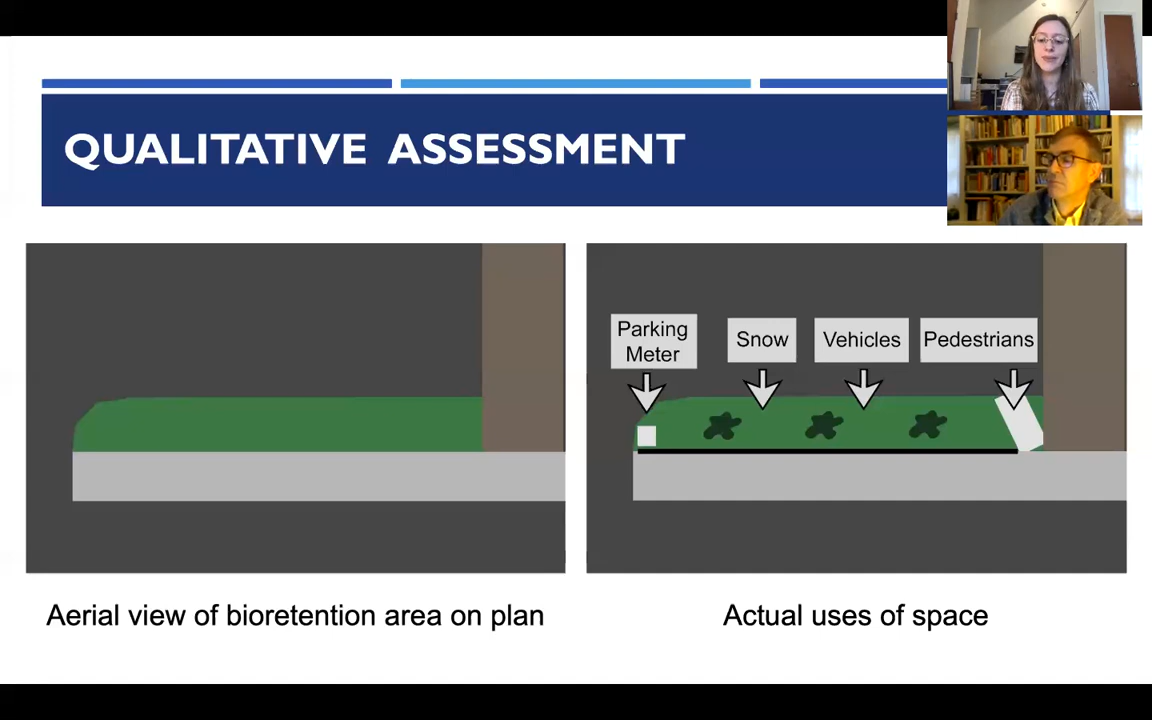 QUALITATIVE ASSESSMENT
Parking
Meter
Snow
Vehicles
Pedestrians
Aerial view of bioretention area on plan
Actual uses of space